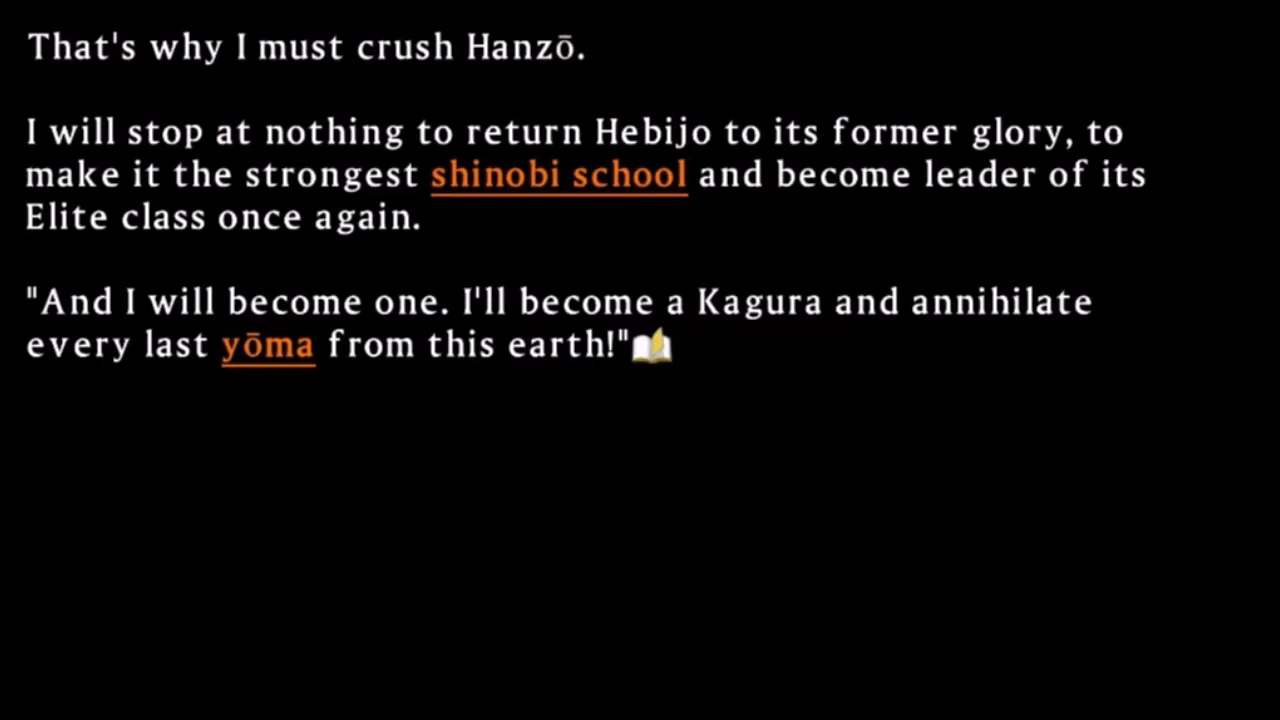 That's why I must crush Hanzō.
I will stop at nothing to return Hebijo to its former glory, to
make it the strongest shinobi school and become leader of its
Elite class once again.
"And I will become one. I'll become a Kagura and annihilate
every last yōma from this earth!"